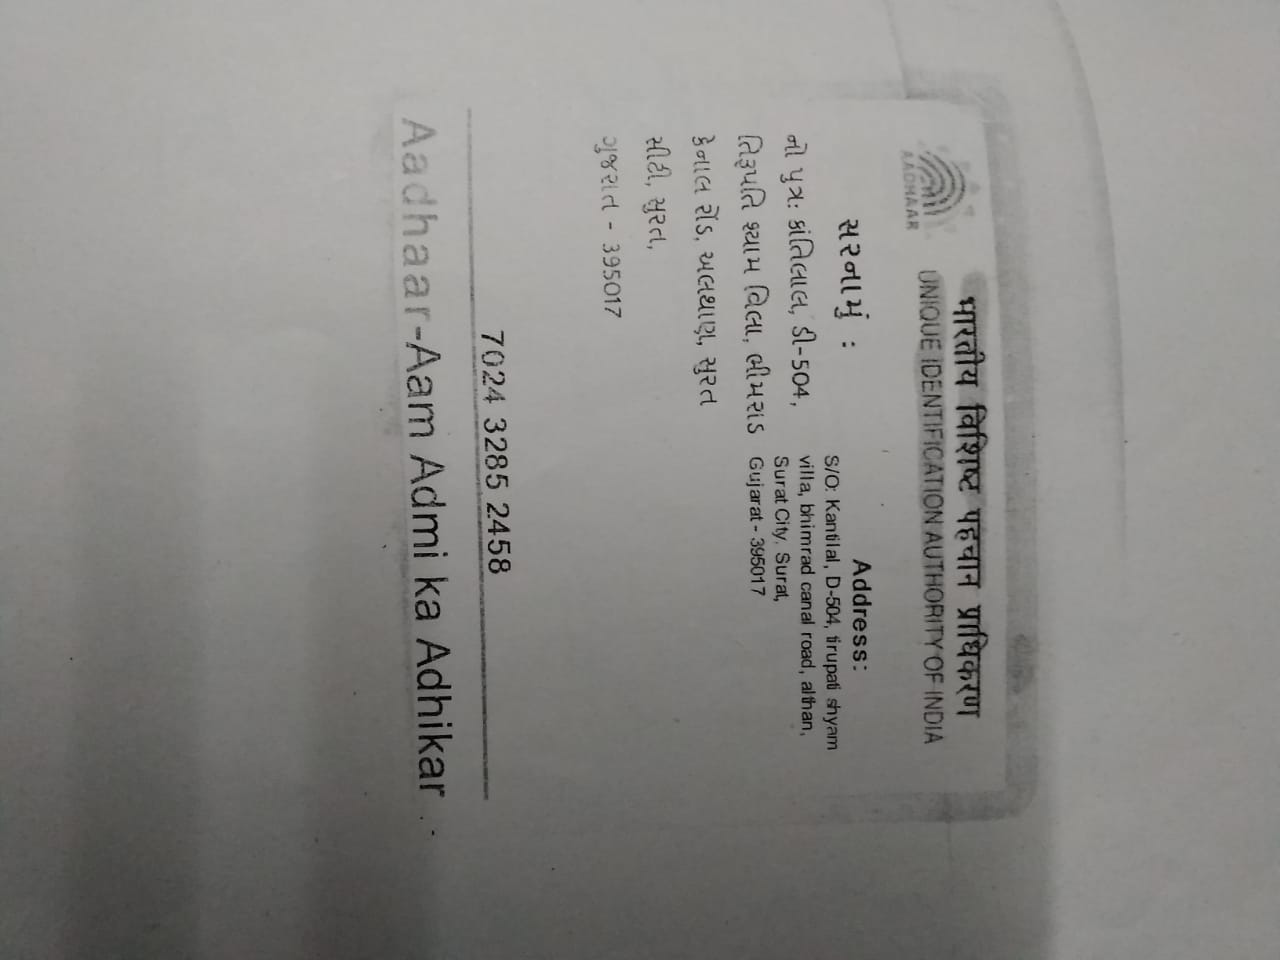 भारतीय विशिष्ट पहचान प्राधिकरण
UNIQUE IDENTIFICATION AUTHORITY OF INDIA
AADHAAR
સરનામું :
નો પુત્ર: કાંતિલાલ, ડી-504,
તિરૂપતિ શ્યામ વિલા, ભીમરાડ
કેનાલ રોડ, અલથાણ, સુરત
સીટી, સુરત,
ગુજરાત - 395017
Address:
S/O: Kantilal, D-504, tirupati shyam
villa, bhimrad canal road, althan,
Surat City, Surat,
Gujarat - 395017
7024 3285 2458
Aadhaar-Aam Admi ka Adhikar